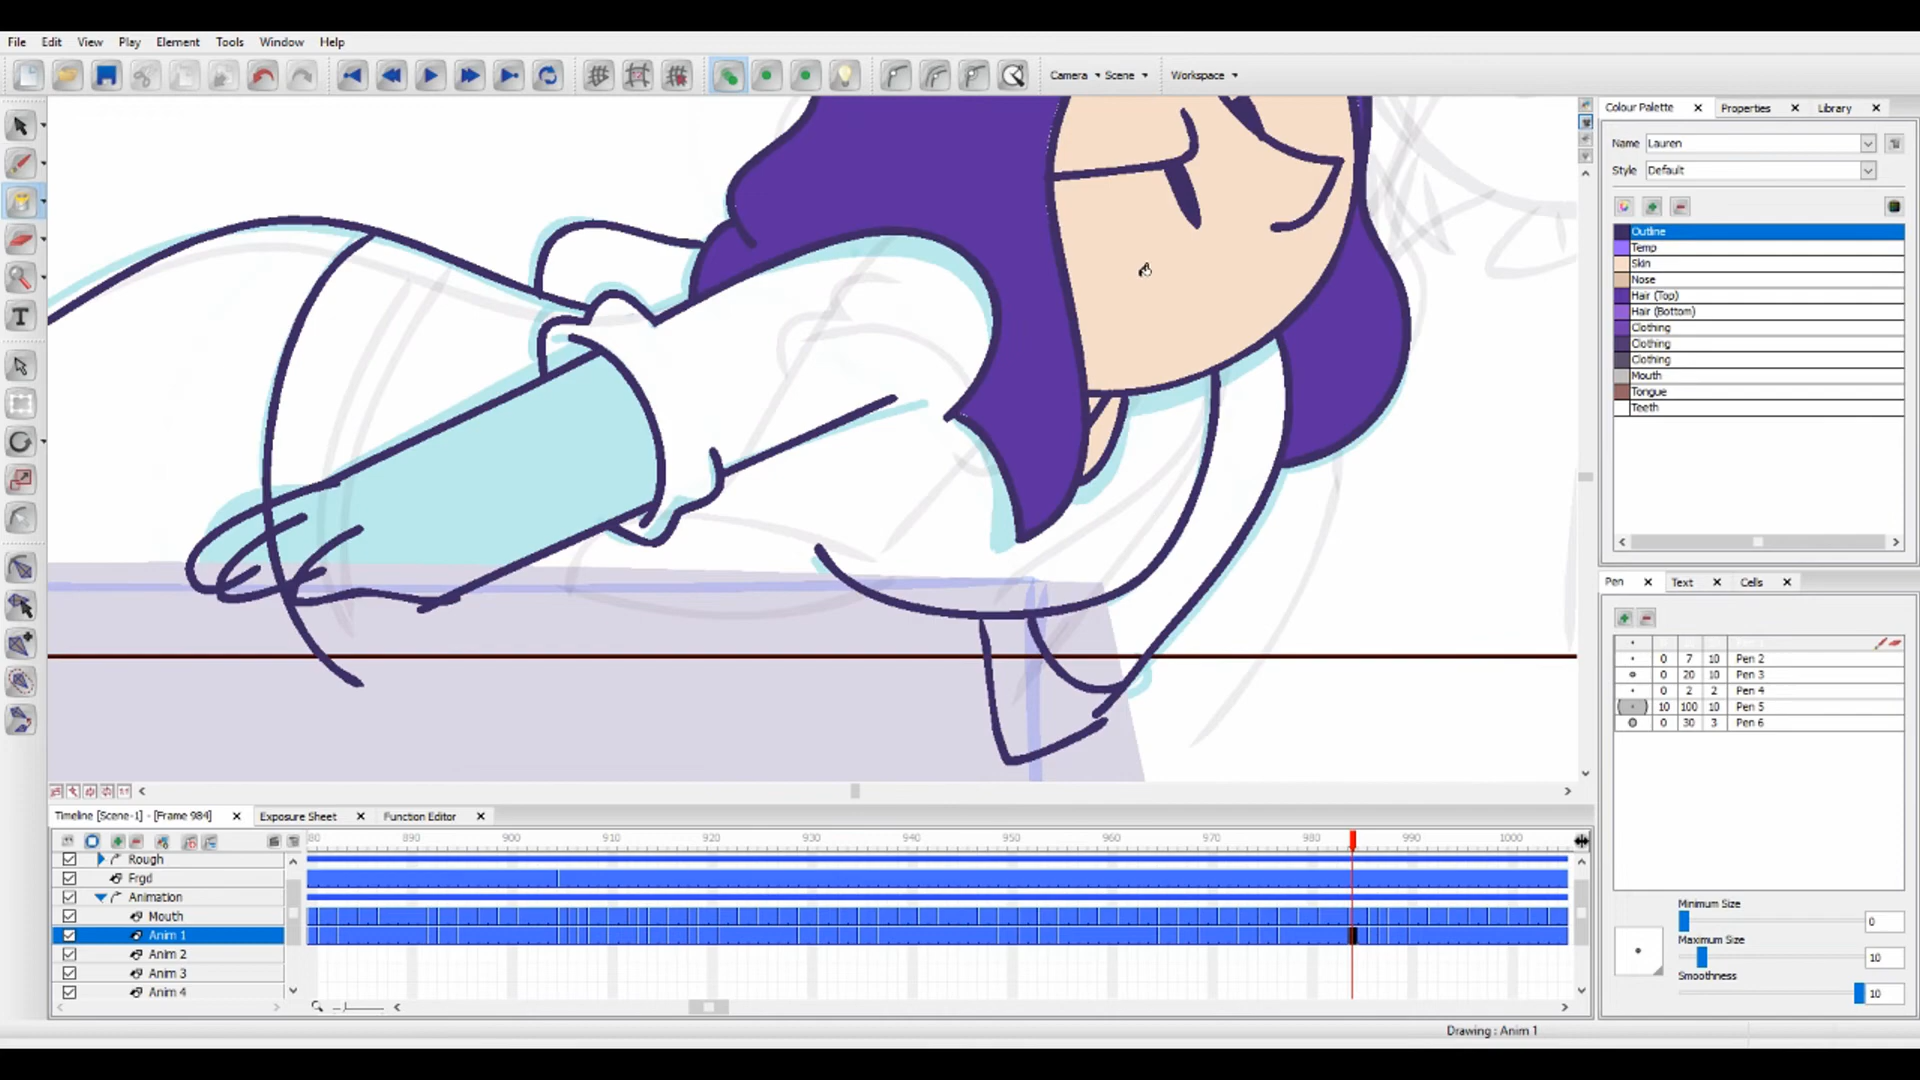 File Edit View Play Element Tools Window Help
Camera Scene Workspace
Colour Palette Properties Library
Name Lauren
Style Default
Outline
Temp
Skin
Nose
Hair (Top)
Hair (Bottom)
Clothing
Clothing
Clothing
Mouth
Tongue
Teeth
T
Pen Text Cells
0 7 10 Pen 2
0 20 10 Pen 3
0 2 2 Pen 4
10 100 10 Pen 5
0 30 3 Pen 6
Minimum Size
0
Maximum Size
10
Smoothness
10
Timeline [Scene-1] - [Frame 984] Exposure Sheet Function Editor
80 890 900 910 920 930 940 950 960 970 980 990 1000
Rough
Frgd
Animation
Mouth
Anim 1
Anim 2
Anim 3
Anim 4
Drawing : Anim 1